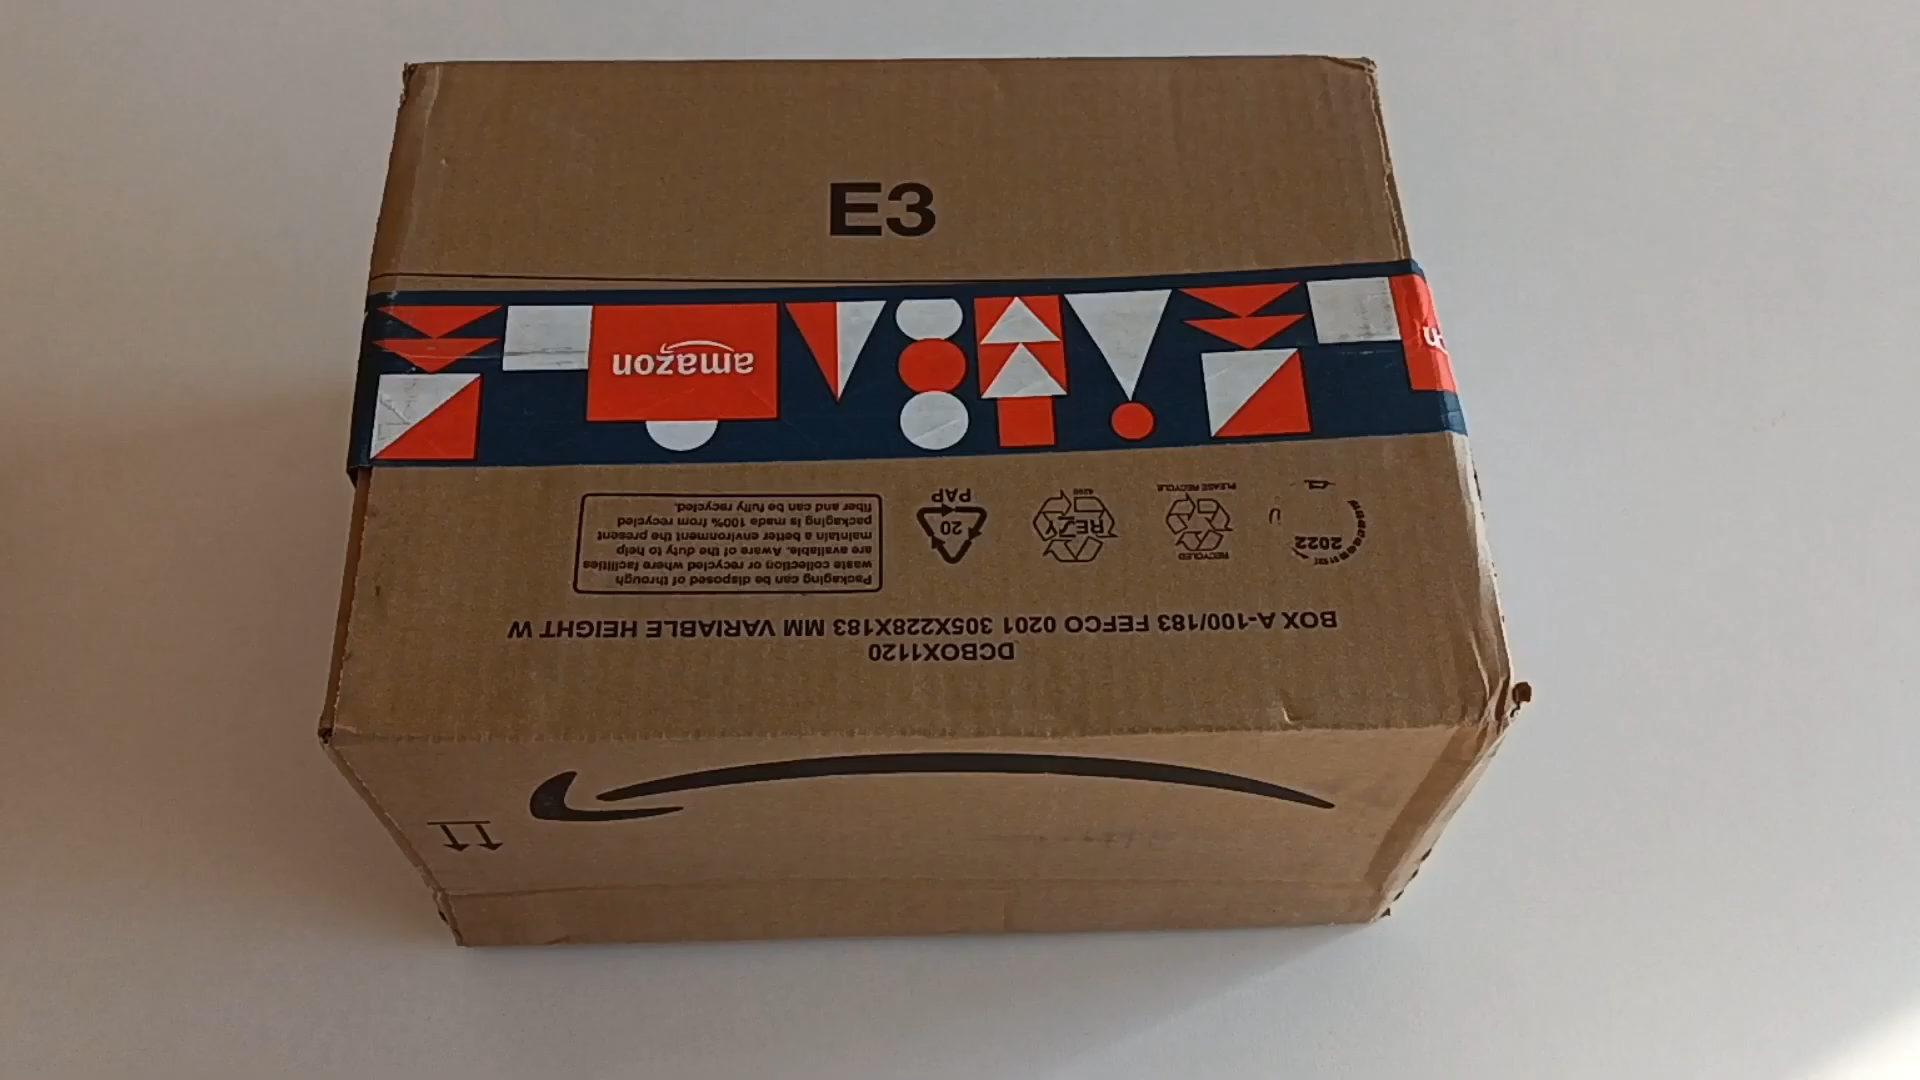 E3
amazon
BOX A-100/183 FEFCO 0201 305X228X183 MM VARIABLE HEIGHT W
DCBOX1120
Packaging can be disposed of through
waste collection or recycled where facilities
are available. Aware of the duty to help
maintain a better environment the present
packaging is made from 100% recycled
fiber and can be fully recycled.
20
PAP
RESY
RECYCLED
PLEASE RECYCLE
2022